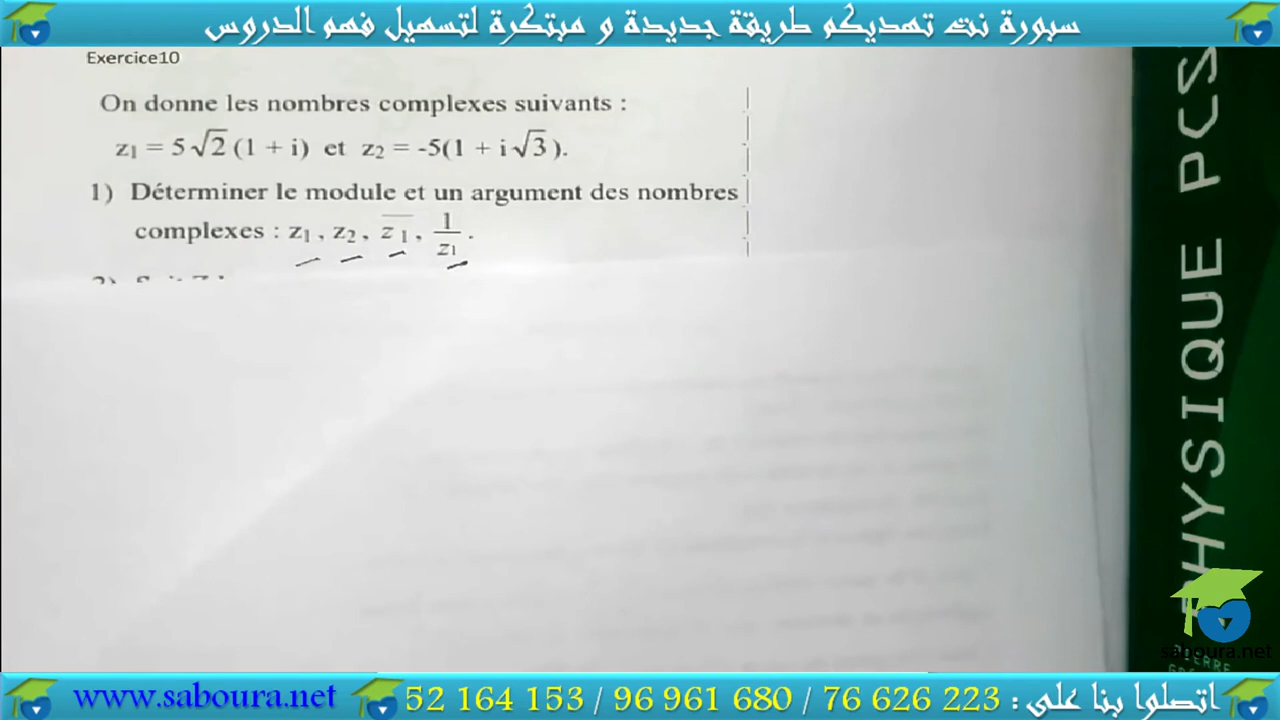 سبورة نت تهديكم طريقة جديدة و مبتكرة لتسهيل فهم الدروس
Exercice10
On donne les nombres complexes suivants :
z₁ = 5√2 (1 + i) et z₂ = -5(1 + i√3).
1) Déterminer le module et un argument des nombres
complexes : z₁ , z₂ , z̅₁ , 1/z₁ .
PHYSIQUE PCS
saboura.net
www.saboura.net
اتصلوا بنا على : 52 164 153 / 96 961 680 / 76 626 223